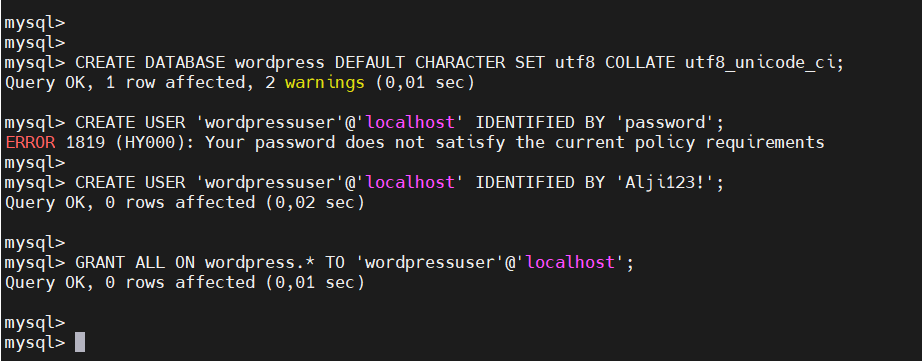 mysql>
mysql>
mysql> CREATE DATABASE wordpress DEFAULT CHARACTER SET utf8 COLLATE utf8_unicode_ci;
Query OK, 1 row affected, 2 warnings (0,01 sec)
mysql> CREATE USER 'wordpressuser'@'localhost' IDENTIFIED BY 'password';
ERROR 1819 (HY000): Your password does not satisfy the current policy requirements
mysql>
mysql> CREATE USER 'wordpressuser'@'localhost' IDENTIFIED BY 'Alji123!';
Query OK, 0 rows affected (0,02 sec)
mysql>
mysql> GRANT ALL ON wordpress.* TO 'wordpressuser'@'localhost';
Query OK, 0 rows affected (0,01 sec)
mysql>
mysql>